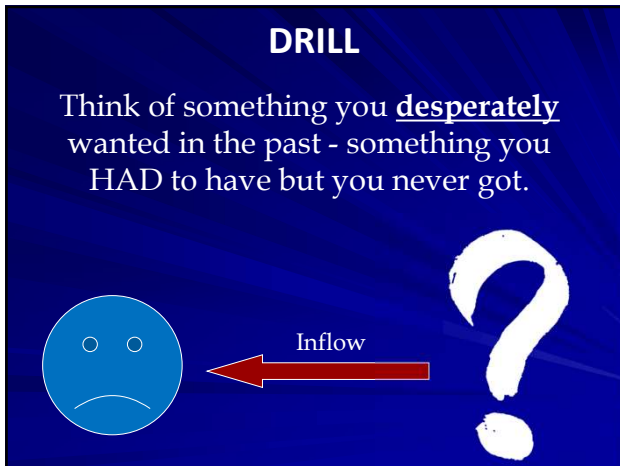 DRILL
Think of something you desperately
wanted in the past - something you
HAD to have but you never got.
Inflow
?